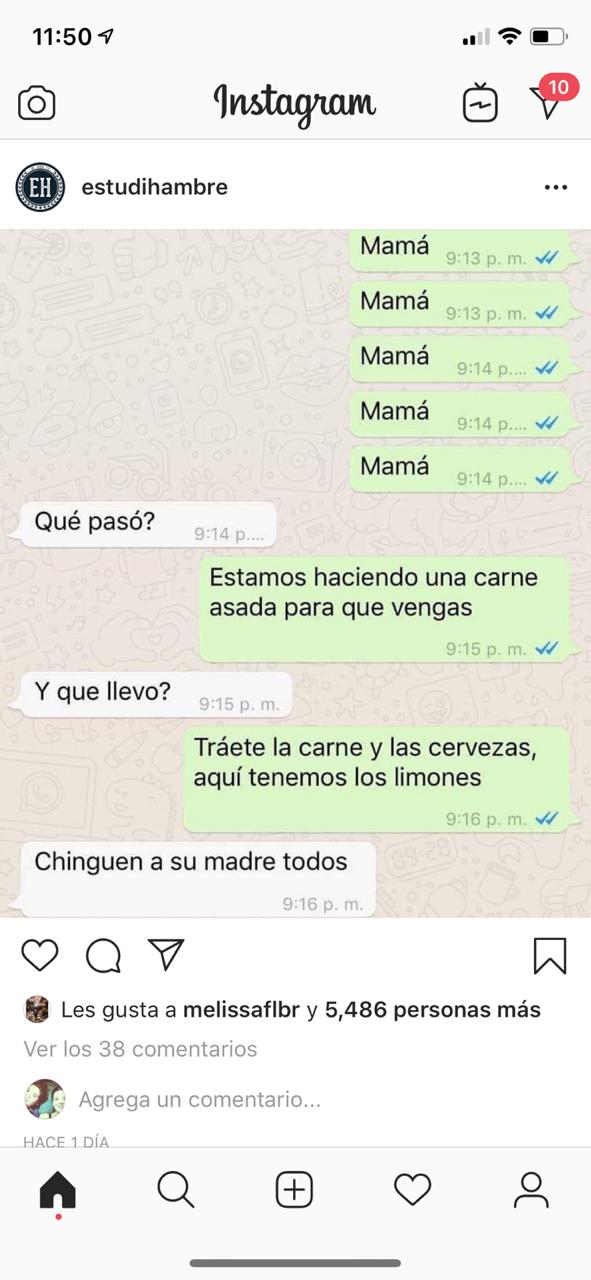 11:50
Instagram
10
EH
estudihambre
Mamá
9:13 p. m.
Mamá
9:13 p. m.
Mamá
9:14 p....
Mamá
9:14 p....
Mamá
9:14 p....
Qué pasó?
9:14 p....
Estamos haciendo una carne
asada para que vengas
9:15 p. m.
Y que llevo?
9:15 p. m.
Tráete la carne y las cervezas,
aquí tenemos los limones
9:16 p. m.
Chinguen a su madre todos
9:16 p. m.
Les gusta a melissaflbr y 5,486 personas más
Ver los 38 comentarios
Agrega un comentario...
HACE 1 DÍA